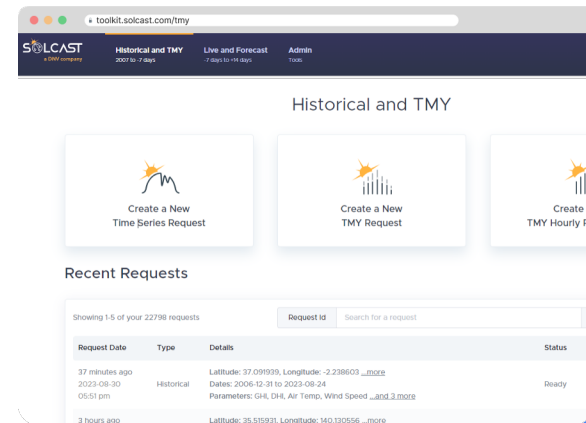 toolkit.solcast.com/tmy
SOLCAST
a DNV company
Historical and TMY
2007 to -7 days
Live and Forecast
-7 days to +14 days
Admin
Tools
Historical and TMY
Create a New
Time Series Request
Create a New
TMY Request
Create
TMY Hourly
Recent Requests
Showing 1-5 of your 22798 requests
Request Id
Search for a request
Request Date
Type
Details
Status
37 minutes ago
2023-08-30
05:51 pm
Historical
Latitude: 37.091939, Longitude: -2.238603 ...more
Dates: 2006-12-31 to 2023-08-24
Parameters: GHI, DHI, Air Temp, Wind Speed ...and 3 more
Ready
3 hours ago
Latitude: 35.515931, Longitude: 140.130556 ...more